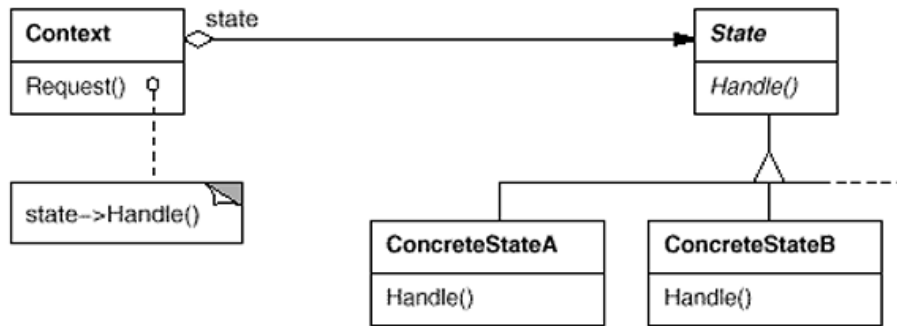 state
Context
State
Request()
Handle()
state->Handle()
ConcreteStateA
ConcreteStateB
Handle()
Handle()